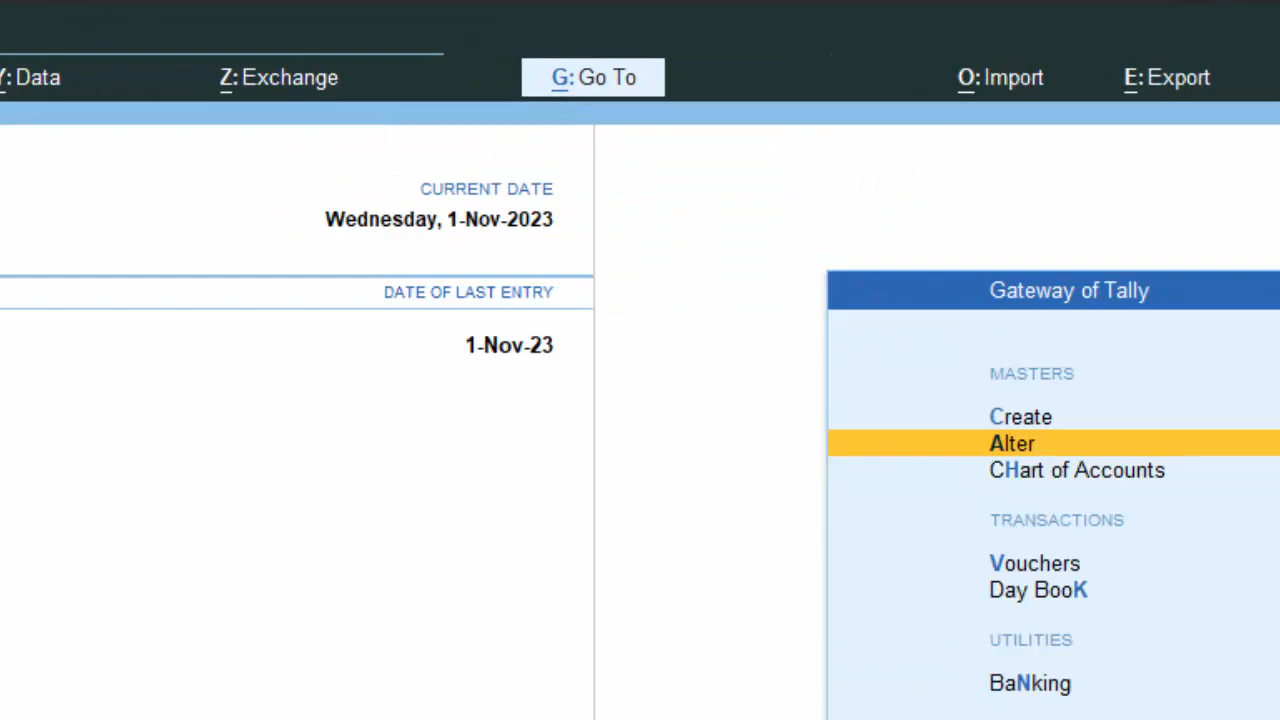 Y: Data Z: Exchange G: Go To O: Import E: Export
CURRENT DATE
Wednesday, 1-Nov-2023
DATE OF LAST ENTRY
1-Nov-23
Gateway of Tally
MASTERS
Create
Alter
CHart of Accounts
TRANSACTIONS
Vouchers
Day BooK
UTILITIES
BaNking